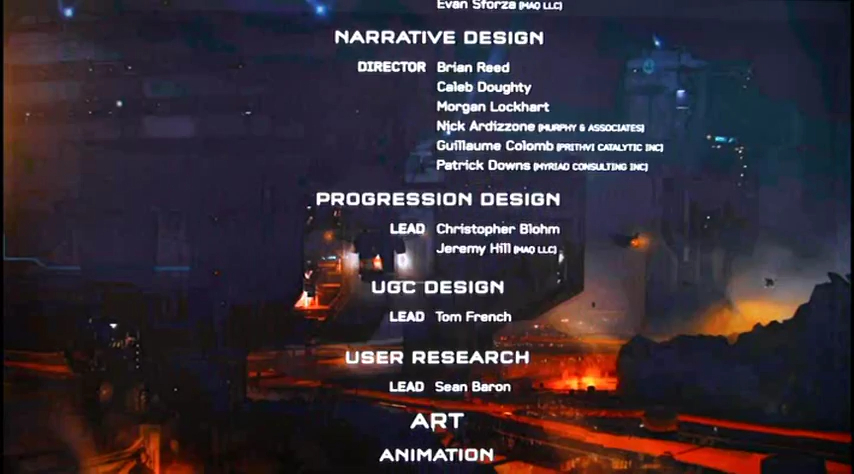 Evan Sforza [MAQ LLC]
NARRATIVE DESIGN
DIRECTOR Brian Reed
Caleb Doughty
Morgan Lockhart
Nick Ardizzone [MURPHY & ASSOCIATES]
Guillaume Colomb [PRITHVI CATALYTIC INC]
Patrick Downs [MYRIAD CONSULTING INC]
PROGRESSION DESIGN
LEAD Christopher Blohm
Jeremy Hill [MAQ LLC]
UGC DESIGN
LEAD Tom French
USER RESEARCH
LEAD Sean Baron
ART
ANIMATION